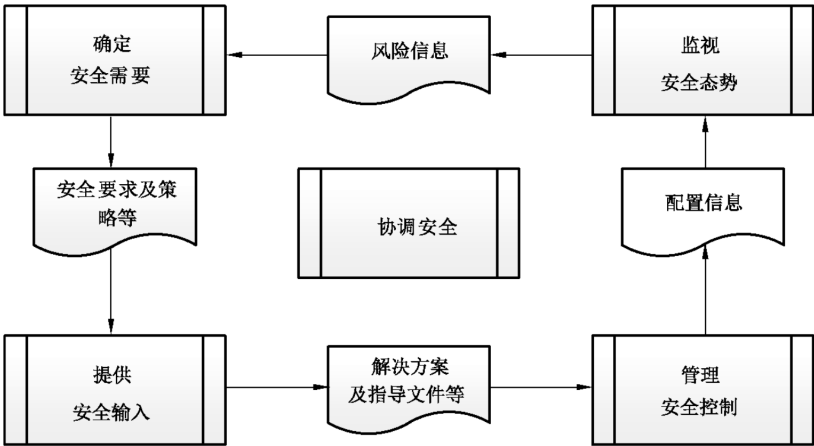 确定
安全需要
风险信息
监视
安全态势
安全要求及策
略等
协调安全
配置信息
提供
安全输入
解决方案
及指导文件等
管理
安全控制